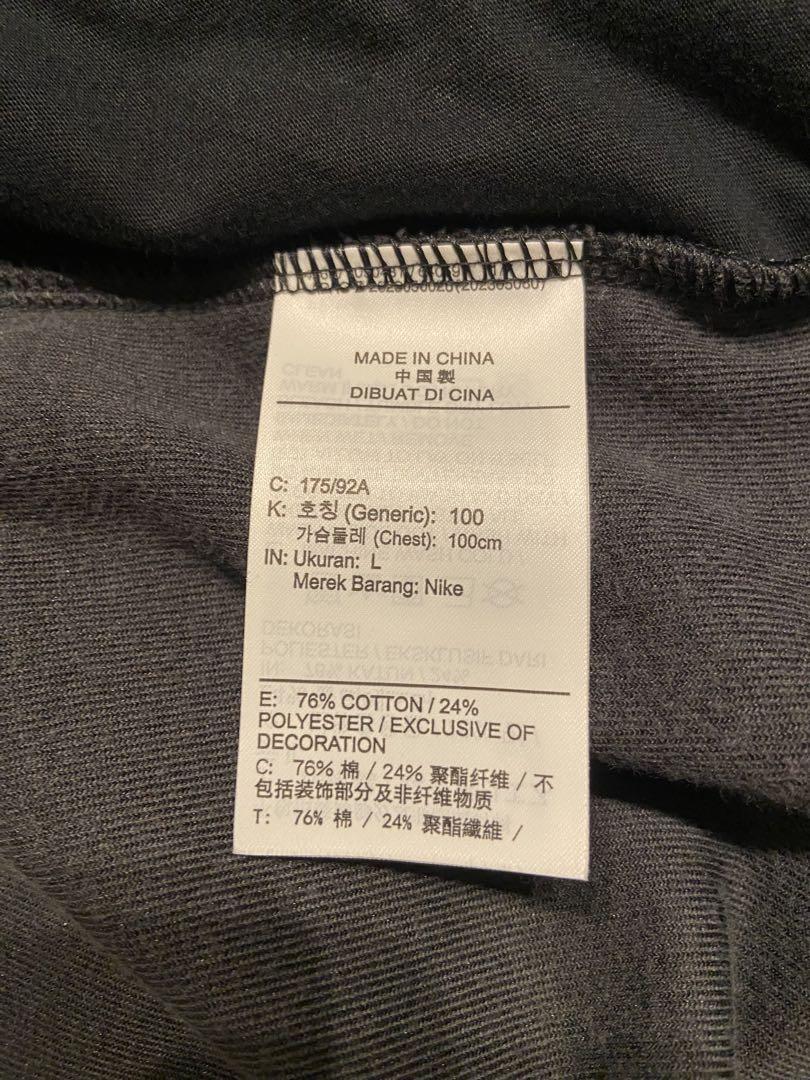 MADE IN CHINA
中国製
DIBUAT DI CINA
C: 175/92A
K: 호칭 (Generic): 100
가슴둘레 (Chest): 100cm
IN: Ukuran: L
Merek Barang: Nike
E: 76% COTTON / 24%
POLYESTER / EXCLUSIVE OF
DECORATION
C: 76% 棉 / 24% 聚酯纤维 / 不
包括装饰部分及非纤维物质
T: 76% 棉 / 24% 聚酯纖維 /